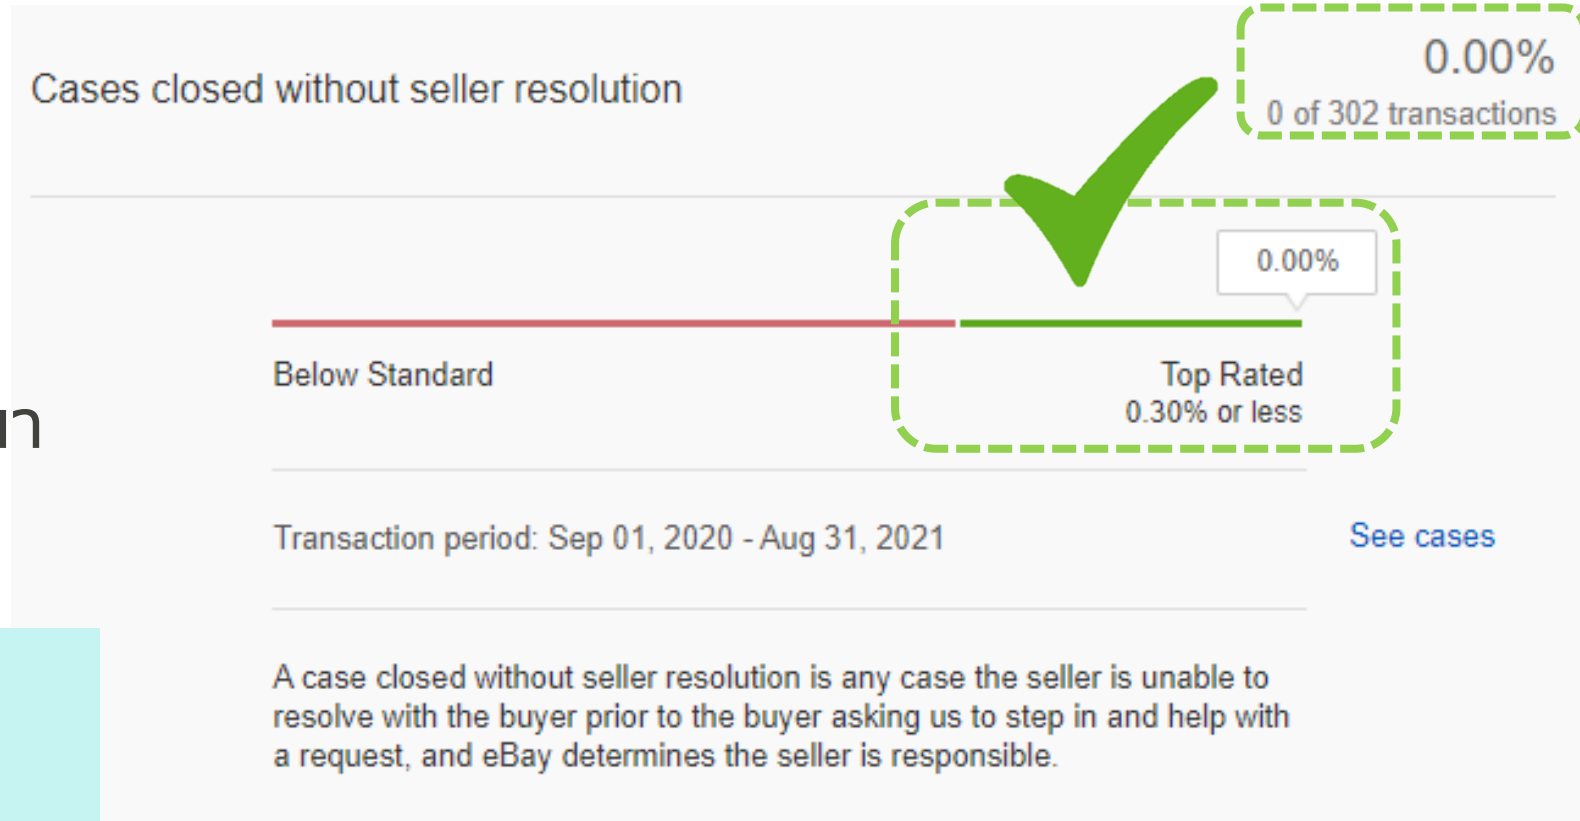 0.00%
Cases closed without seller resolution
0 of 302 transactions
0.00%
Below Standard
Top Rated
0.30% or less
Transaction period: Sep 01, 2020 - Aug 31, 2021
See cases
A case closed without seller resolution is any case the seller is unable to
resolve with the buyer prior to the buyer asking us to step in and help with
a request, and eBay determines the seller is responsible.